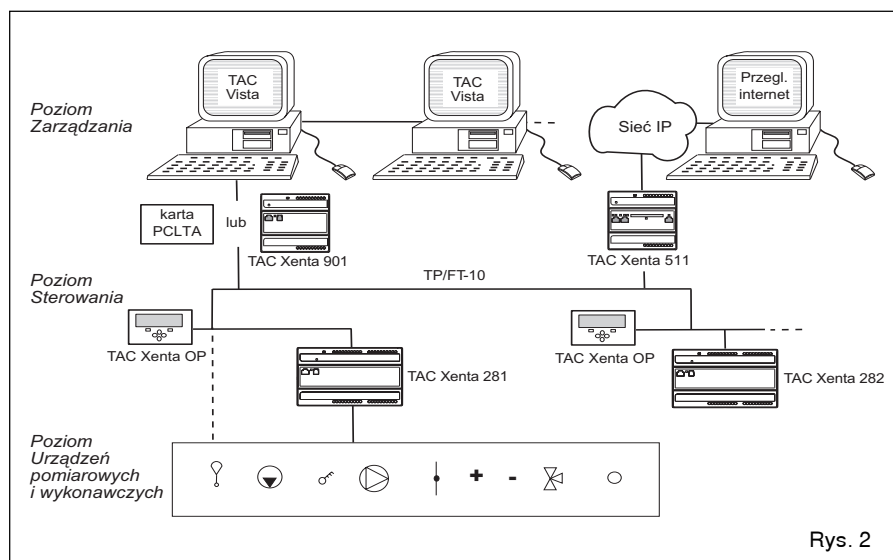 TAC
Vista
TAC
Vista
Przegl.
internet
Poziom
Zarządzania
Sieć IP
karta
PCLTA
lub
TAC Xenta 901
TAC Xenta 511
TP/FT-10
Poziom
Sterowania
TAC Xenta OP
TAC Xenta 281
TAC Xenta OP
TAC Xenta 282
Poziom
Urządzeń
pomiarowych
i wykonawczych
+ -
Rys. 2